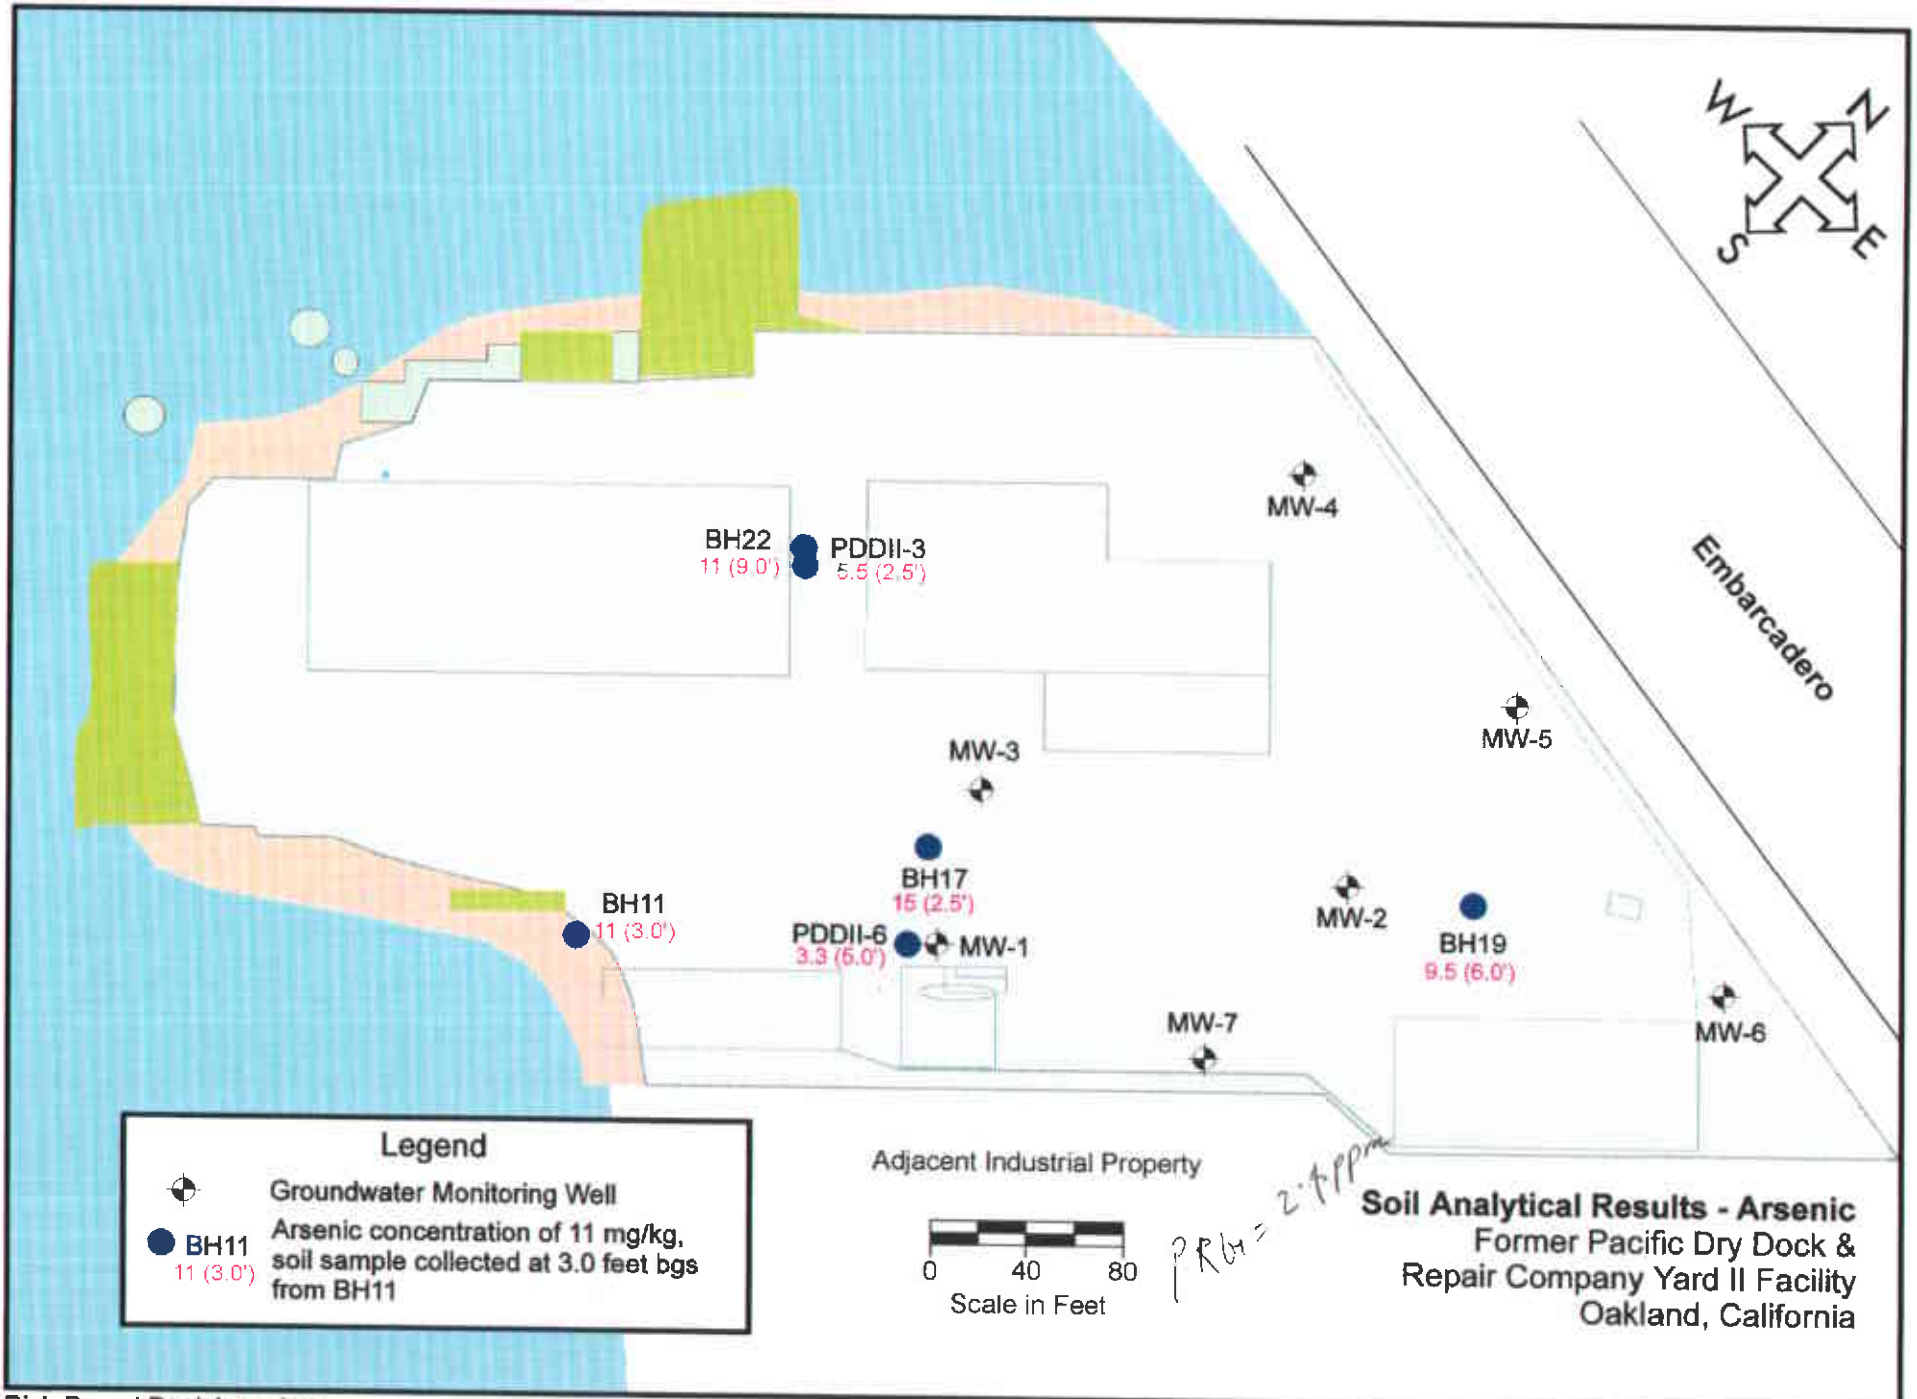 W
N
S
E
MW-4
BH22
11 (9.0')
PDDII-3
5.5 (2.5')
Embarcadero
MW-5
MW-3
BH17
15 (2.5')
BH11
11 (3.0')
PDDII-6
3.3 (5.0')
MW-1
MW-2
BH19
9.5 (6.0')
MW-7
MW-6
Legend
Groundwater Monitoring Well
BH11
11 (3.0')
Arsenic concentration of 11 mg/kg,
soil sample collected at 3.0 feet bgs
from BH11
Adjacent Industrial Property
0 40 80
Scale in Feet
Soil Analytical Results - Arsenic
Former Pacific Dry Dock &
Repair Company Yard II Facility
Oakland, California